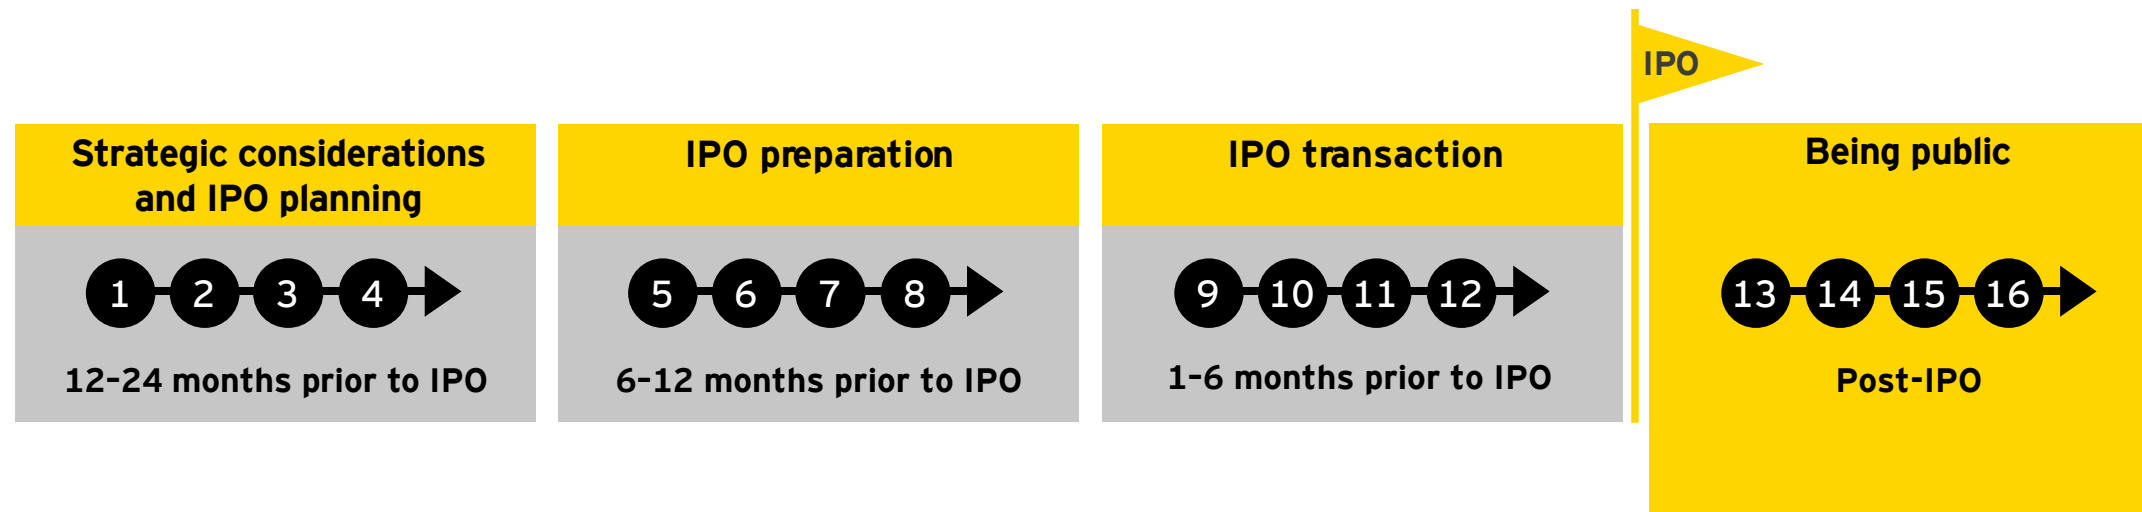 IPO
Strategic considerations
and IPO planning
1 2 3 4
12–24 months prior to IPO
IPO preparation
5 6 7 8
6–12 months prior to IPO
IPO transaction
9 10 11 12
1–6 months prior to IPO
Being public
13 14 15 16
Post-IPO